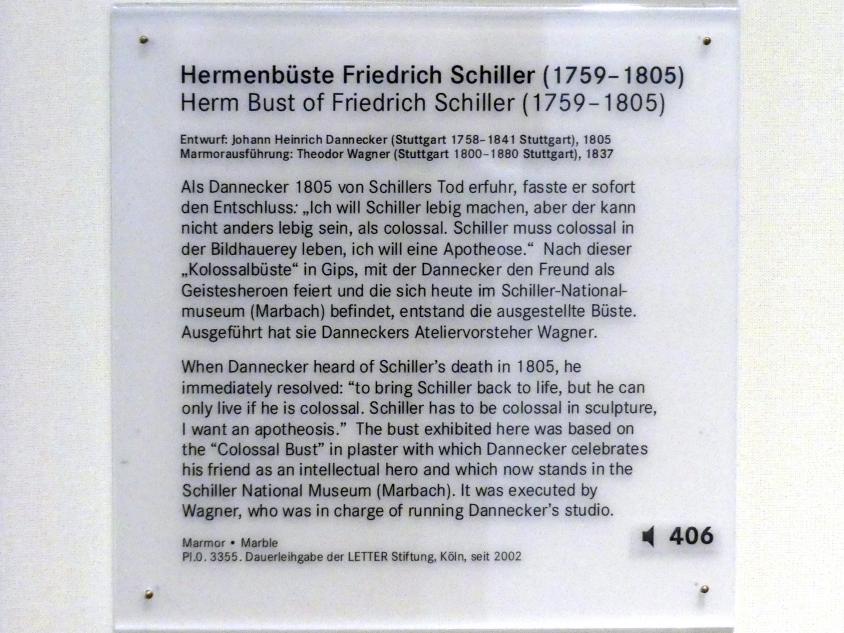 Hermenbüste Friedrich Schiller (1759–1805)
Herm Bust of Friedrich Schiller (1759–1805)
Entwurf: Johann Heinrich Dannecker (Stuttgart 1758–1841 Stuttgart), 1805
Marmorausführung: Theodor Wagner (Stuttgart 1800–1880 Stuttgart), 1837
Als Dannecker 1805 von Schillers Tod erfuhr, fasste er sofort
den Entschluss: „Ich will Schiller lebig machen, aber der kann
nicht anders lebig sein, als colossal. Schiller muss colossal in
der Bildhauerey leben, ich will eine Apotheose.“ Nach dieser
„Kolossalbüste“ in Gips, mit der Dannecker den Freund als
Geistesheroen feiert und die sich heute im Schiller-National-
museum (Marbach) befindet, entstand die ausgestellte Büste.
Ausgeführt hat sie Danneckers Ateliervorsteher Wagner.
When Dannecker heard of Schiller’s death in 1805, he
immediately resolved: “to bring Schiller back to life, but he can
only live if he is colossal. Schiller has to be colossal in sculpture,
I want an apotheosis.” The bust exhibited here was based on
the “Colossal Bust” in plaster with which Dannecker celebrates
his friend as an intellectual hero and which now stands in the
Schiller National Museum (Marbach). It was executed by
Wagner, who was in charge of running Dannecker’s studio.
Marmor • Marble
Pl.O. 3355. Dauerleihgabe der LETTER Stiftung, Köln, seit 2002
406